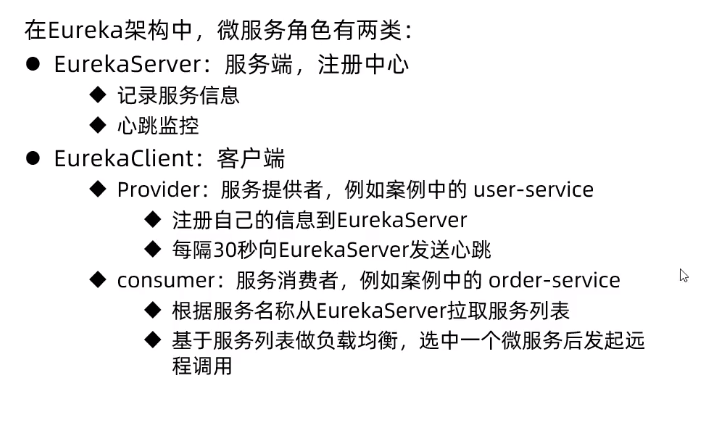 在Eureka架构中，微服务角色有两类：
● EurekaServer：服务端，注册中心
◆ 记录服务信息
◆ 心跳监控
● EurekaClient：客户端
◆ Provider：服务提供者，例如案例中的 user-service
◆ 注册自己的信息到EurekaServer
◆ 每隔30秒向EurekaServer发送心跳
◆ consumer：服务消费者，例如案例中的 order-service
◆ 根据服务名称从EurekaServer拉取服务列表
◆ 基于服务列表做负载均衡，选中一个微服务后发起远
程调用